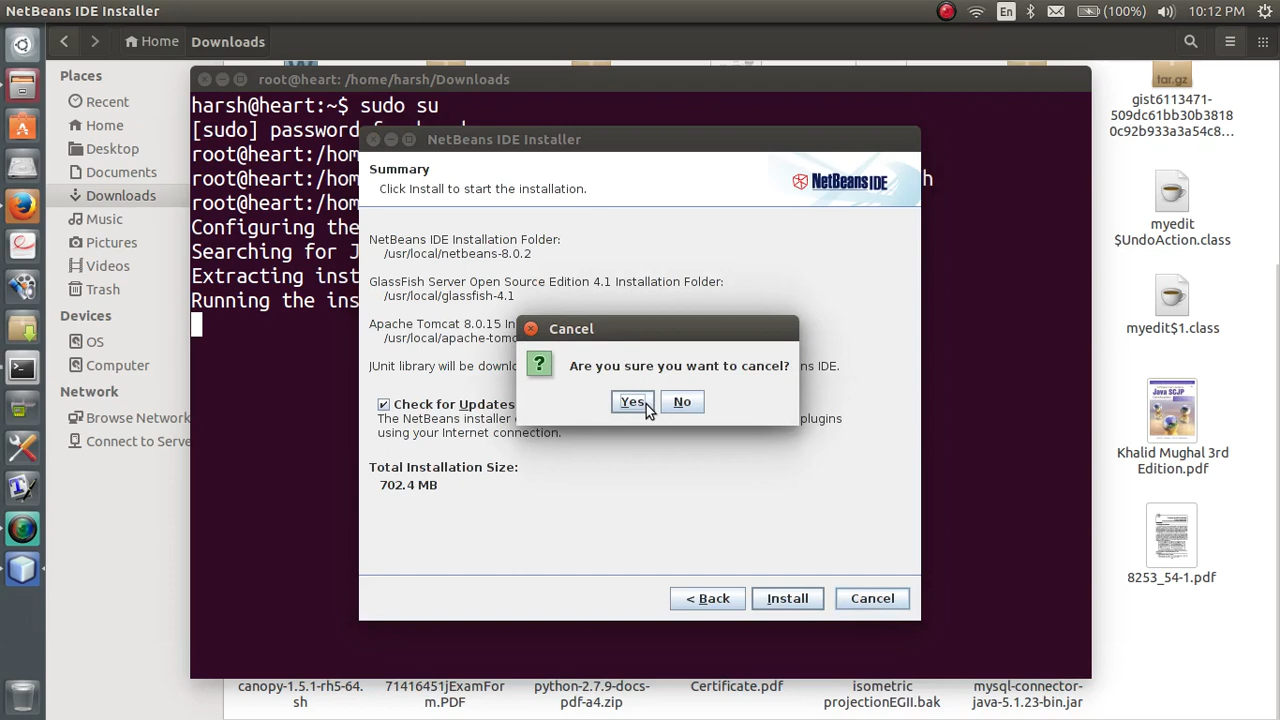 NetBeans IDE Installer
En
(100%)
10:12 PM
Home
Downloads
Places
Recent
Home
Desktop
Documents
Downloads
Music
Pictures
Videos
Trash
Devices
OS
Computer
Network
Browse Network
Connect to Server
root@heart: /home/harsh/Downloads
harsh@heart:~$ sudo su
[sudo] password
root@heart:/hom
root@heart:/hom
root@heart:/hom
Configuring the
Searching for J
Extracting inst
Running the ins
h
NetBeans IDE Installer
Summary
Click Install to start the installation.
NetBeans IDE
NetBeans IDE Installation Folder:
/usr/local/netbeans-8.0.2
GlassFish Server Open Source Edition 4.1 Installation Folder:
/usr/local/glassfish-4.1
Apache Tomcat 8.0.15 In
/usr/local/apache-tomc
JUnit library will be downlo
ns IDE.
Check for Updates
The NetBeans installer
plugins
using your Internet connection.
Total Installation Size:
702.4 MB
< Back
Install
Cancel
Cancel
?
Are you sure you want to cancel?
Yes
No
tar.gz
gist6113471-
509dc61bb30b3818
0c92b933a3a54c8...
myedit
$UndoAction.class
myedit$1.class
Java SCJP
Khalid Mughal 3rd
Edition.pdf
8253_54-1.pdf
canopy-1.5.1-rh5-64.
sh
71416451jExamFor
m.PDF
python-2.7.9-docs-
pdf-a4.zip
Certificate.pdf
isometric
projectionEGII.bak
mysql-connector-
java-5.1.23-bin.jar